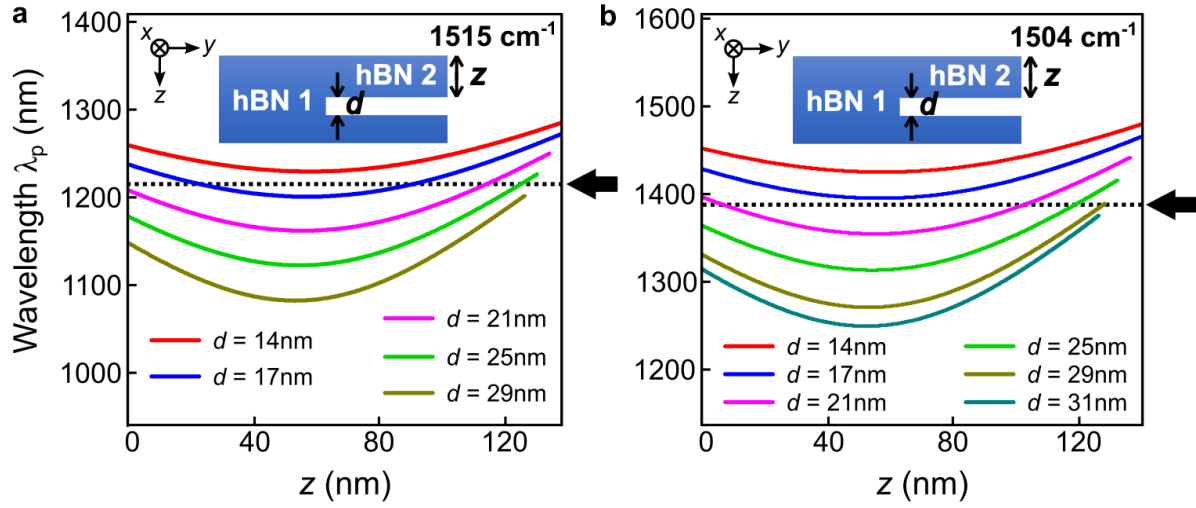 a
x
y
z
1515 cm-1
hBN 1
hBN 2
z
d
Wavelength λp (nm)
1400
1300
1200
1100
1000
d = 14nm
d = 17nm
d = 21nm
d = 25nm
d = 29nm
0
40
80
120
z (nm)
b
x
y
z
1504 cm-1
hBN 1
hBN 2
z
d
1600
1500
1400
1300
1200
d = 14nm
d = 17nm
d = 21nm
d = 25nm
d = 29nm
d = 31nm
0
40
80
120
z (nm)